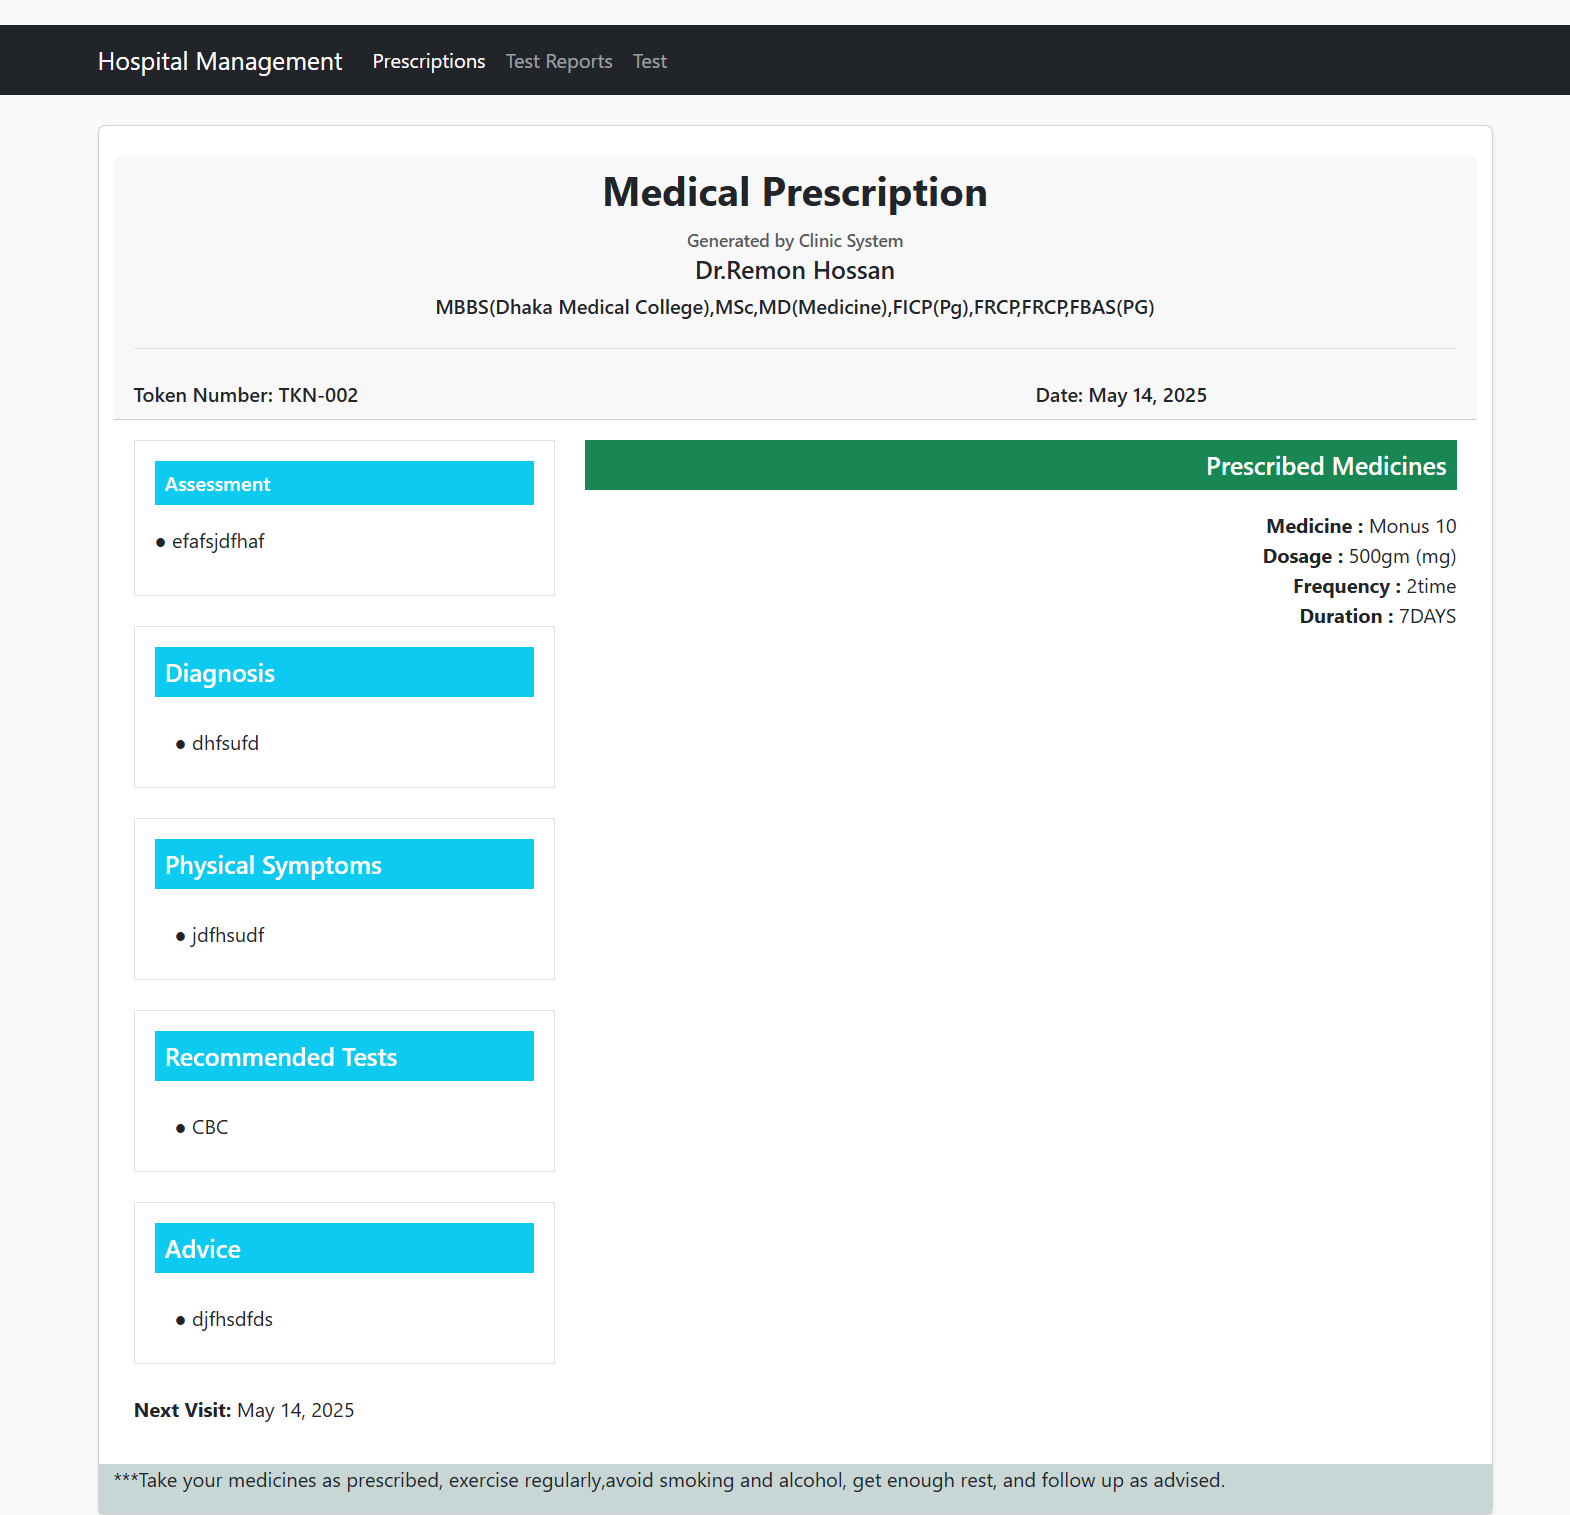 Hospital Management Prescriptions Test Reports Test
Medical Prescription
Generated by Clinic System
Dr.Remon Hossan
MBBS(Dhaka Medical College),MSc,MD(Medicine),FICP(Pg),FRCP,FRCP,FBAS(PG)
Token Number: TKN-002
Date: May 14, 2025
Assessment
● efafsjdfhaf
Diagnosis
● dhfsufd
Physical Symptoms
● jdfhsudf
Recommended Tests
● CBC
Advice
● djfhsdfds
Next Visit: May 14, 2025
Prescribed Medicines
Medicine : Monus 10
Dosage : 500gm (mg)
Frequency : 2time
Duration : 7DAYS
***Take your medicines as prescribed, exercise regularly,avoid smoking and alcohol, get enough rest, and follow up as advised.